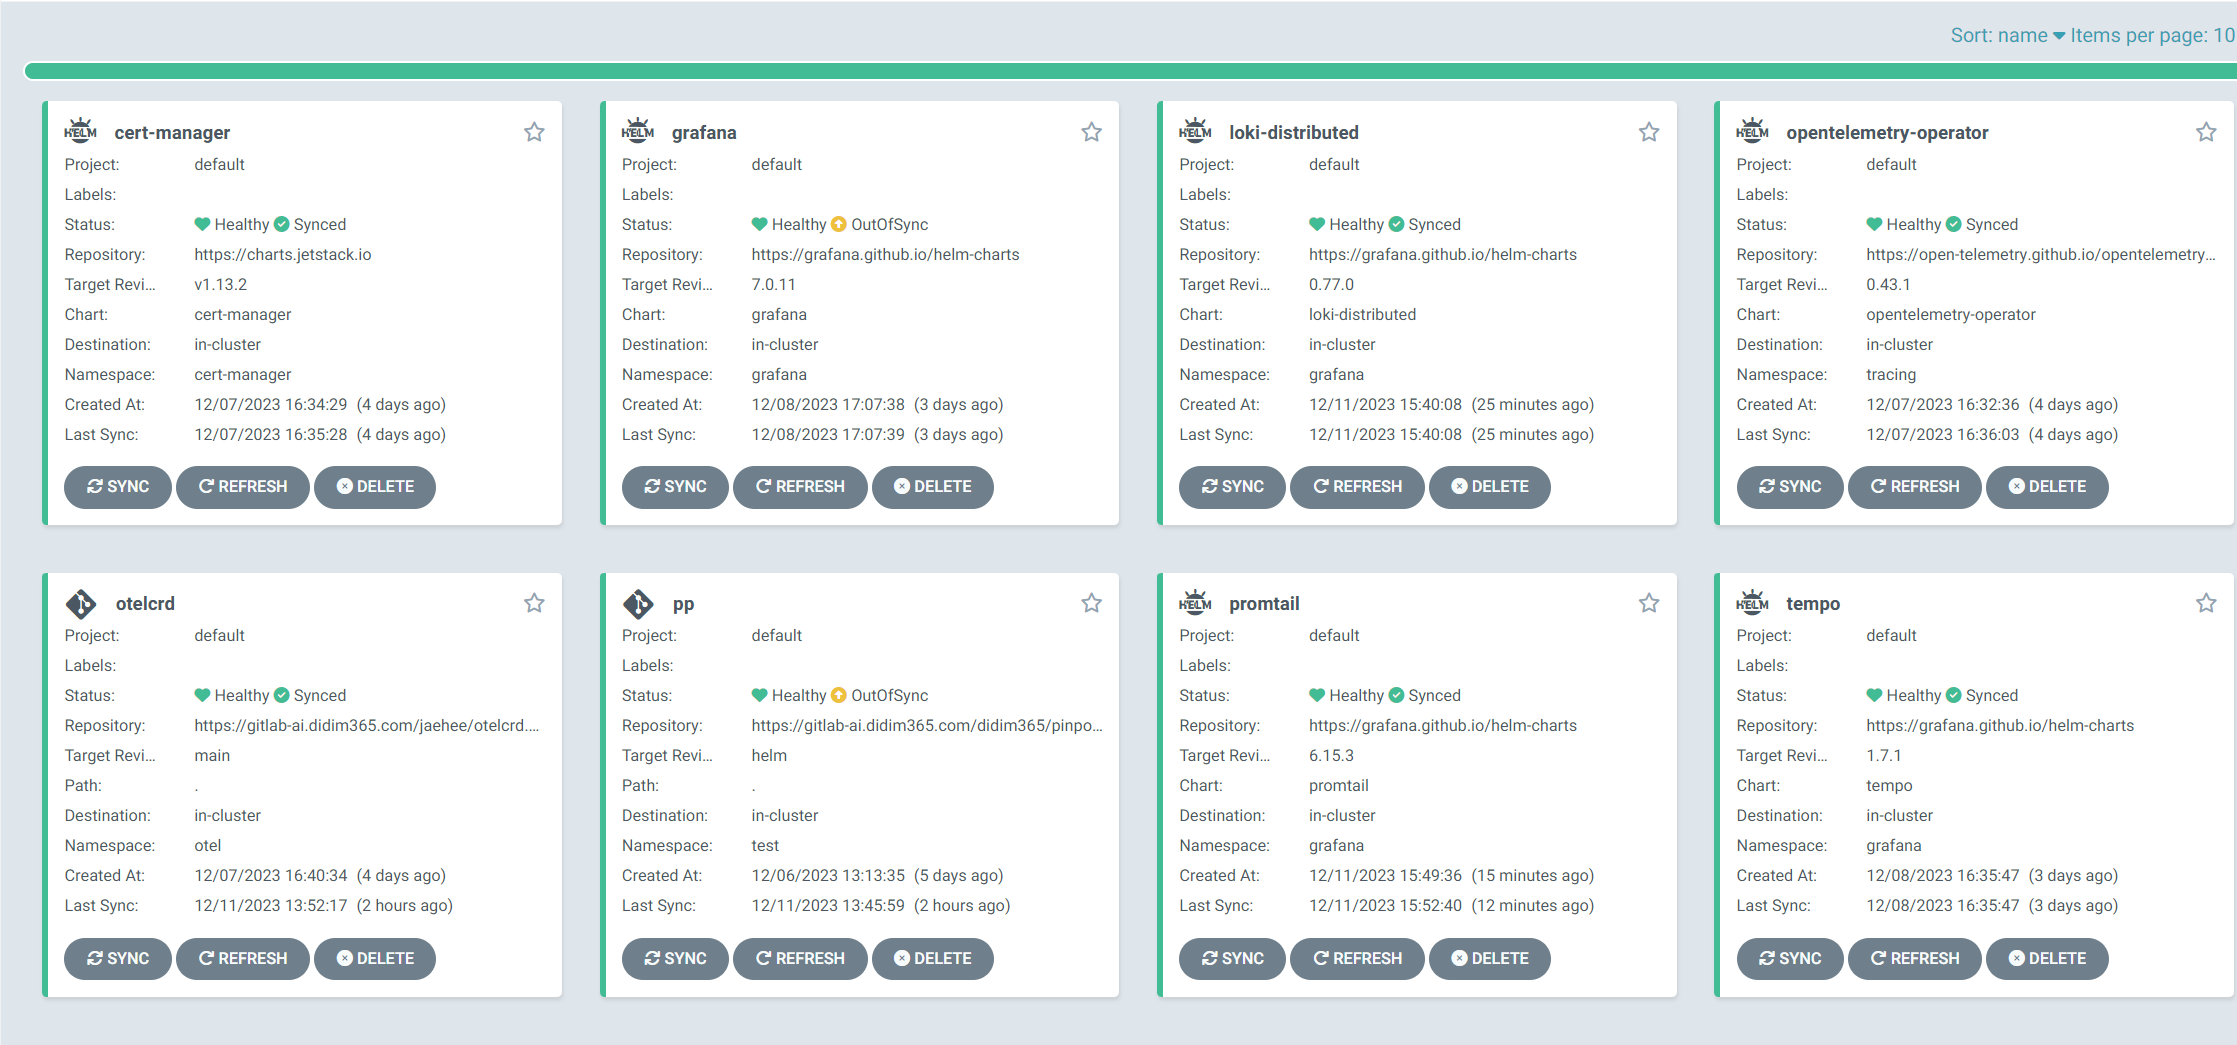 Sort: name Items per page: 10
HELM cert-manager
Project: default
Labels:
Status: Healthy Synced
Repository: https://charts.jetstack.io
Target Revi... v1.13.2
Chart: cert-manager
Destination: in-cluster
Namespace: cert-manager
Created At: 12/07/2023 16:34:29 (4 days ago)
Last Sync: 12/07/2023 16:35:28 (4 days ago)
SYNC REFRESH DELETE
HELM grafana
Project: default
Labels:
Status: Healthy OutOfSync
Repository: https://grafana.github.io/helm-charts
Target Revi... 7.0.11
Chart: grafana
Destination: in-cluster
Namespace: grafana
Created At: 12/08/2023 17:07:38 (3 days ago)
Last Sync: 12/08/2023 17:07:39 (3 days ago)
SYNC REFRESH DELETE
HELM loki-distributed
Project: default
Labels:
Status: Healthy Synced
Repository: https://grafana.github.io/helm-charts
Target Revi... 0.77.0
Chart: loki-distributed
Destination: in-cluster
Namespace: grafana
Created At: 12/11/2023 15:40:08 (25 minutes ago)
Last Sync: 12/11/2023 15:40:08 (25 minutes ago)
SYNC REFRESH DELETE
HELM opentelemetry-operator
Project: default
Labels:
Status: Healthy Synced
Repository: https://open-telemetry.github.io/opentelemetry...
Target Revi... 0.43.1
Chart: opentelemetry-operator
Destination: in-cluster
Namespace: tracing
Created At: 12/07/2023 16:32:36 (4 days ago)
Last Sync: 12/07/2023 16:36:03 (4 days ago)
SYNC REFRESH DELETE
otelcrd
Project: default
Labels:
Status: Healthy Synced
Repository: https://gitlab-ai.didim365.com/jaehee/otelcrd....
Target Revi... main
Path: .
Destination: in-cluster
Namespace: otel
Created At: 12/07/2023 16:40:34 (4 days ago)
Last Sync: 12/11/2023 13:52:17 (2 hours ago)
SYNC REFRESH DELETE
pp
Project: default
Labels:
Status: Healthy OutOfSync
Repository: https://gitlab-ai.didim365.com/didim365/pinpo...
Target Revi... helm
Path: .
Destination: in-cluster
Namespace: test
Created At: 12/06/2023 13:13:35 (5 days ago)
Last Sync: 12/11/2023 13:45:59 (2 hours ago)
SYNC REFRESH DELETE
HELM promtail
Project: default
Labels:
Status: Healthy Synced
Repository: https://grafana.github.io/helm-charts
Target Revi... 6.15.3
Chart: promtail
Destination: in-cluster
Namespace: grafana
Created At: 12/11/2023 15:49:36 (15 minutes ago)
Last Sync: 12/11/2023 15:52:40 (12 minutes ago)
SYNC REFRESH DELETE
HELM tempo
Project: default
Labels:
Status: Healthy Synced
Repository: https://grafana.github.io/helm-charts
Target Revi... 1.7.1
Chart: tempo
Destination: in-cluster
Namespace: grafana
Created At: 12/08/2023 16:35:47 (3 days ago)
Last Sync: 12/08/2023 16:35:47 (3 days ago)
SYNC REFRESH DELETE